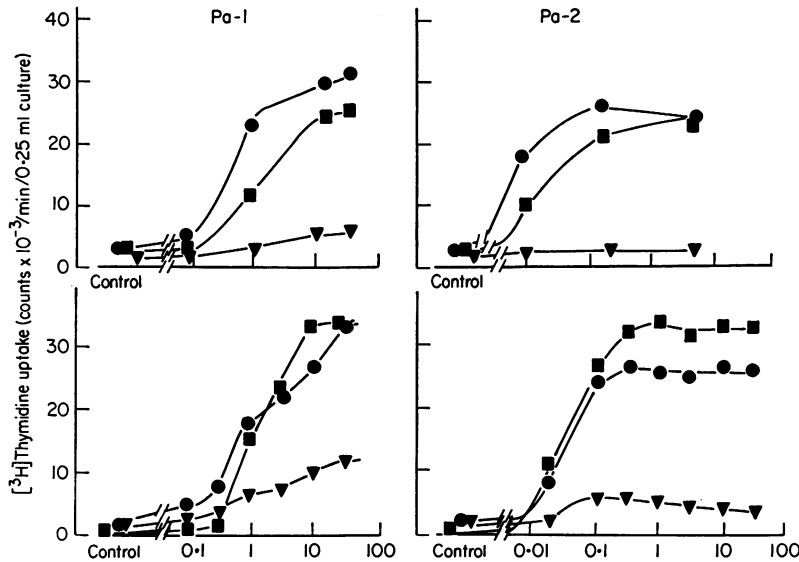 Pa-1
Pa-2
[³H]Thymidine uptake (counts x 10⁻³/min/0·25 ml culture)
40
30
20
10
0
Control
Control
30
20
10
0
Control
0·1
1
10
100
Control
0·01
0·1
1
10
100